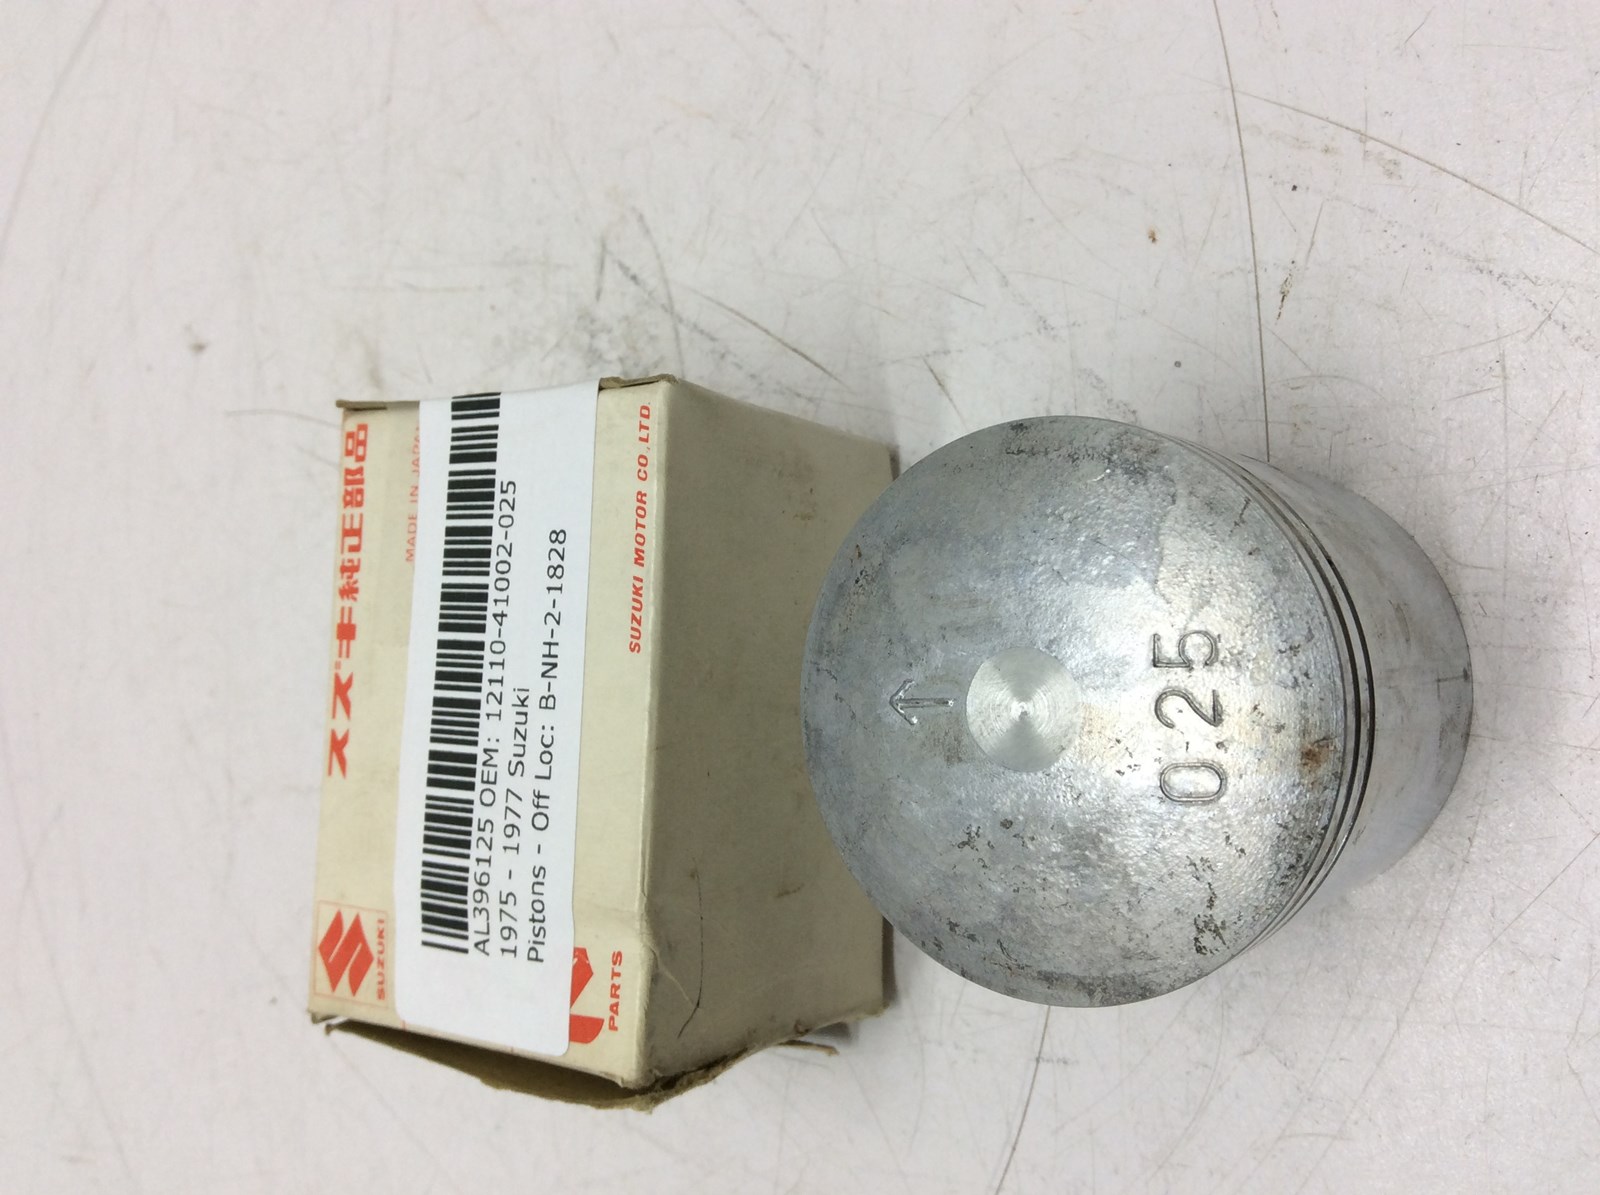 スズキ純正部品
MADE IN JAPAN
SUZUKI
AL396125 OEM: 12110-41002-025
1975 - 1977 Suzuki
Pistons - Off Loc: B-NH-2-1828
PARTS
SUZUKI MOTOR CO.,LTD.
0.25